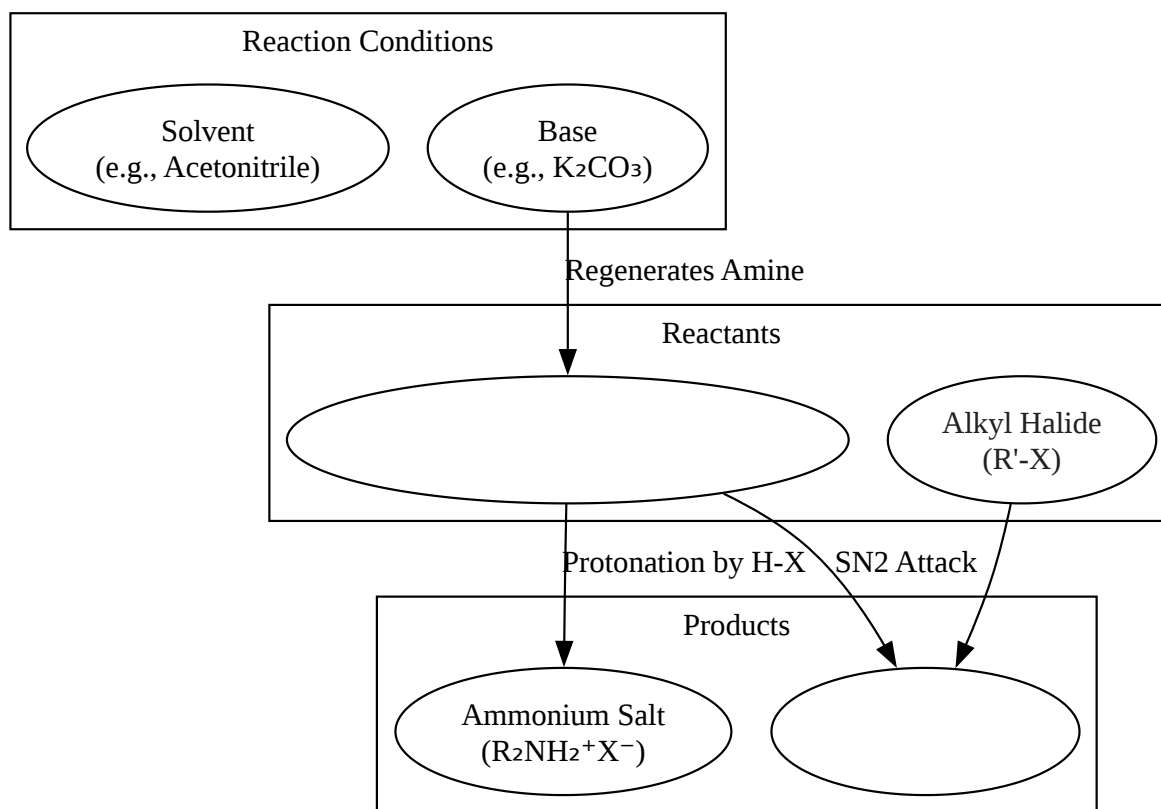 Reaction Conditions
Solvent
(e.g., Acetonitrile)
Base
(e.g., K₂CO₃)
Regenerates Amine
Reactants
Alkyl Halide
(R'-X)
Protonation by H-X
SN2 Attack
Products
Ammonium Salt
(R₂NH₂⁺X⁻)